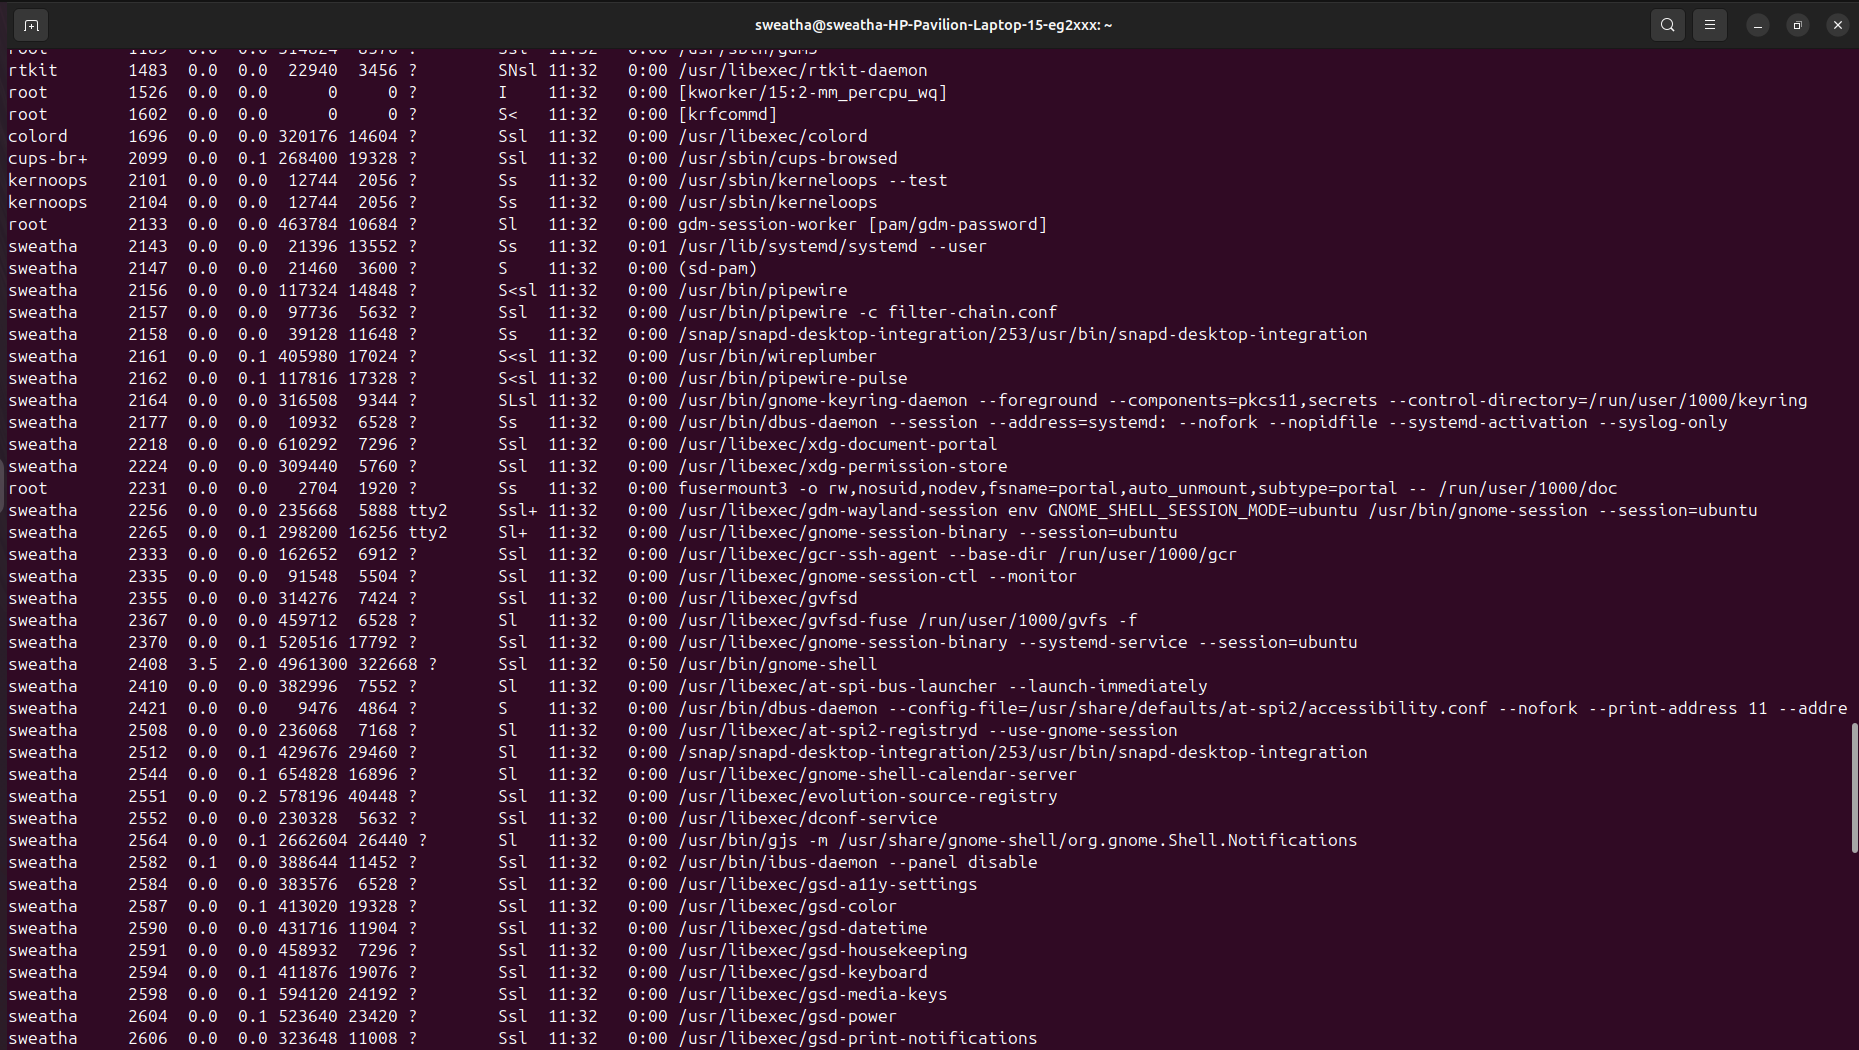 sweatha@sweatha-HP-Pavilion-Laptop-15-eg2xxx: ~
root 1189 0.0 0.0 314824 8576 ? Ssl 11:32 0:00 /usr/sbin/gdm3
rtkit 1483 0.0 0.0 22940 3456 ? SNsl 11:32 0:00 /usr/libexec/rtkit-daemon
root 1526 0.0 0.0 0 0 ? I 11:32 0:00 [kworker/15:2-mm_percpu_wq]
root 1602 0.0 0.0 0 0 ? S< 11:32 0:00 [krfcommd]
colord 1696 0.0 0.0 320176 14604 ? Ssl 11:32 0:00 /usr/libexec/colord
cups-br+ 2099 0.0 0.1 268400 19328 ? Ssl 11:32 0:00 /usr/sbin/cups-browsed
kernoops 2101 0.0 0.0 12744 2056 ? Ss 11:32 0:00 /usr/sbin/kerneloops --test
kernoops 2104 0.0 0.0 12744 2056 ? Ss 11:32 0:00 /usr/sbin/kerneloops
root 2133 0.0 0.0 463784 10684 ? Sl 11:32 0:00 gdm-session-worker [pam/gdm-password]
sweatha 2143 0.0 0.0 21396 13552 ? Ss 11:32 0:01 /usr/lib/systemd/systemd --user
sweatha 2147 0.0 0.0 21460 3600 ? S 11:32 0:00 (sd-pam)
sweatha 2156 0.0 0.0 117324 14848 ? S<sl 11:32 0:00 /usr/bin/pipewire
sweatha 2157 0.0 0.0 97736 5632 ? Ssl 11:32 0:00 /usr/bin/pipewire -c filter-chain.conf
sweatha 2158 0.0 0.0 39128 11648 ? Ss 11:32 0:00 /snap/snapd-desktop-integration/253/usr/bin/snapd-desktop-integration
sweatha 2161 0.0 0.1 405980 17024 ? S<sl 11:32 0:00 /usr/bin/wireplumber
sweatha 2162 0.0 0.1 117816 17328 ? S<sl 11:32 0:00 /usr/bin/pipewire-pulse
sweatha 2164 0.0 0.0 316508 9344 ? SLsl 11:32 0:00 /usr/bin/gnome-keyring-daemon --foreground --components=pkcs11,secrets --control-directory=/run/user/1000/keyring
sweatha 2177 0.0 0.0 10932 6528 ? Ss 11:32 0:00 /usr/bin/dbus-daemon --session --address=systemd: --nofork --nopidfile --systemd-activation --syslog-only
sweatha 2218 0.0 0.0 610292 7296 ? Ssl 11:32 0:00 /usr/libexec/xdg-document-portal
sweatha 2224 0.0 0.0 309440 5760 ? Ssl 11:32 0:00 /usr/libexec/xdg-permission-store
root 2231 0.0 0.0 2704 1920 ? Ss 11:32 0:00 fusermount3 -o rw,nosuid,nodev,fsname=portal,auto_unmount,subtype=portal -- /run/user/1000/doc
sweatha 2256 0.0 0.0 235668 5888 tty2 Ssl+ 11:32 0:00 /usr/libexec/gdm-wayland-session env GNOME_SHELL_SESSION_MODE=ubuntu /usr/bin/gnome-session --session=ubuntu
sweatha 2265 0.0 0.1 298200 16256 tty2 Sl+ 11:32 0:00 /usr/libexec/gnome-session-binary --session=ubuntu
sweatha 2333 0.0 0.0 162652 6912 ? Ssl 11:32 0:00 /usr/libexec/gcr-ssh-agent --base-dir /run/user/1000/gcr
sweatha 2335 0.0 0.0 91548 5504 ? Ssl 11:32 0:00 /usr/libexec/gnome-session-ctl --monitor
sweatha 2355 0.0 0.0 314276 7424 ? Ssl 11:32 0:00 /usr/libexec/gvfsd
sweatha 2367 0.0 0.0 459712 6528 ? Sl 11:32 0:00 /usr/libexec/gvfsd-fuse /run/user/1000/gvfs -f
sweatha 2370 0.0 0.1 520516 17792 ? Ssl 11:32 0:00 /usr/libexec/gnome-session-binary --systemd-service --session=ubuntu
sweatha 2408 3.5 2.0 4961300 322668 ? Ssl 11:32 0:50 /usr/bin/gnome-shell
sweatha 2410 0.0 0.0 382996 7552 ? Sl 11:32 0:00 /usr/libexec/at-spi-bus-launcher --launch-immediately
sweatha 2421 0.0 0.0 9476 4864 ? S 11:32 0:00 /usr/bin/dbus-daemon --config-file=/usr/share/defaults/at-spi2/accessibility.conf --nofork --print-address 11 --addre
sweatha 2508 0.0 0.0 236068 7168 ? Sl 11:32 0:00 /usr/libexec/at-spi2-registryd --use-gnome-session
sweatha 2512 0.0 0.1 429676 29460 ? Sl 11:32 0:00 /snap/snapd-desktop-integration/253/usr/bin/snapd-desktop-integration
sweatha 2544 0.0 0.1 654828 16896 ? Sl 11:32 0:00 /usr/libexec/gnome-shell-calendar-server
sweatha 2551 0.0 0.2 578196 40448 ? Ssl 11:32 0:00 /usr/libexec/evolution-source-registry
sweatha 2552 0.0 0.0 230328 5632 ? Ssl 11:32 0:00 /usr/libexec/dconf-service
sweatha 2564 0.0 0.1 2662604 26440 ? Sl 11:32 0:00 /usr/bin/gjs -m /usr/share/gnome-shell/org.gnome.Shell.Notifications
sweatha 2582 0.1 0.0 388644 11452 ? Ssl 11:32 0:02 /usr/bin/ibus-daemon --panel disable
sweatha 2584 0.0 0.0 383576 6528 ? Ssl 11:32 0:00 /usr/libexec/gsd-a11y-settings
sweatha 2587 0.0 0.1 413020 19328 ? Ssl 11:32 0:00 /usr/libexec/gsd-color
sweatha 2590 0.0 0.0 431716 11904 ? Ssl 11:32 0:00 /usr/libexec/gsd-datetime
sweatha 2591 0.0 0.0 458932 7296 ? Ssl 11:32 0:00 /usr/libexec/gsd-housekeeping
sweatha 2594 0.0 0.1 411876 19076 ? Ssl 11:32 0:00 /usr/libexec/gsd-keyboard
sweatha 2598 0.0 0.1 594120 24192 ? Ssl 11:32 0:00 /usr/libexec/gsd-media-keys
sweatha 2604 0.0 0.1 523640 23420 ? Ssl 11:32 0:00 /usr/libexec/gsd-power
sweatha 2606 0.0 0.0 323648 11008 ? Ssl 11:32 0:00 /usr/libexec/gsd-print-notifications